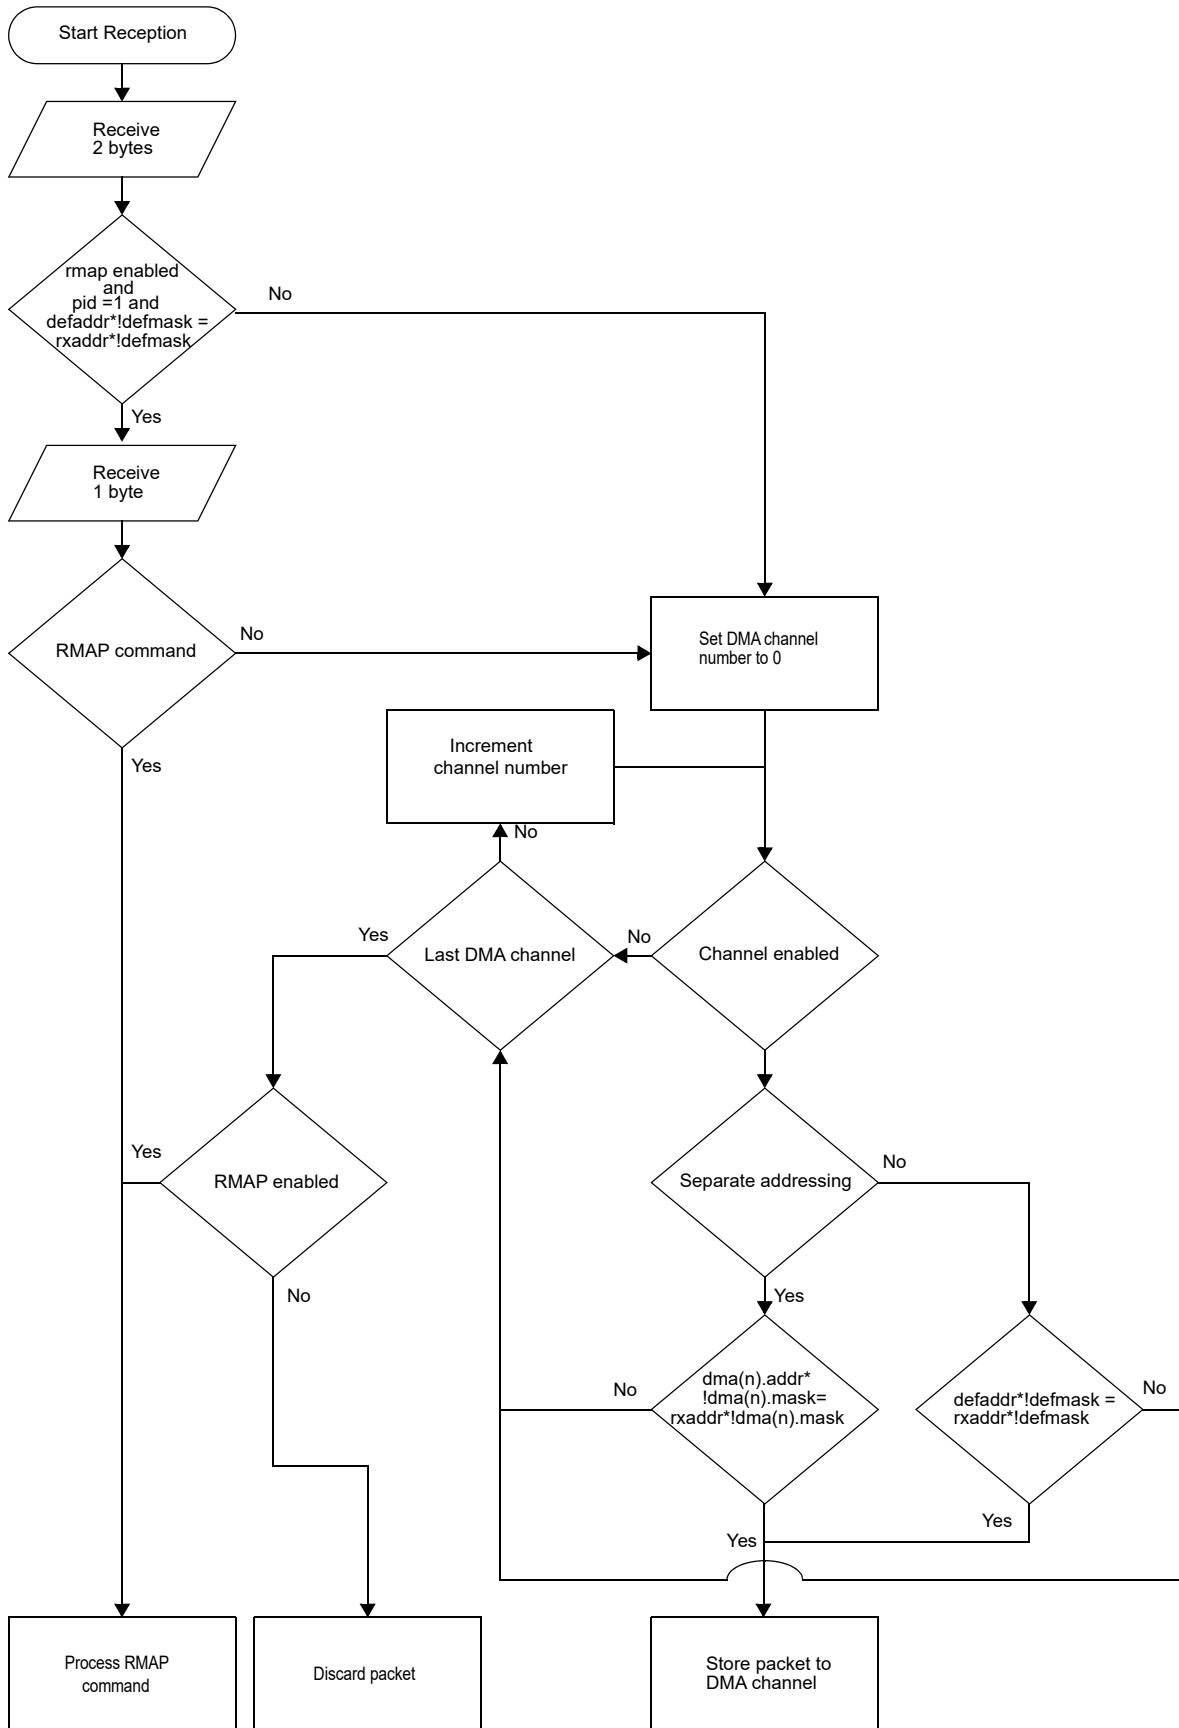 Start Reception
Receive
2 bytes
rmap enabled
and
pid =1 and
defaddr*!defmask =
rxaddr*!defmask
No
Yes
Receive
1 byte
RMAP command
No
Yes
Set DMA channel
number to 0
Increment
channel number
No
Last DMA channel
Yes
No
Channel enabled
Yes
RMAP enabled
No
Separate addressing
No
Yes
dma(n).addr*
!dma(n).mask=
rxaddr*!dma(n).mask
No
defaddr*!defmask =
rxaddr*!defmask
No
Yes
Yes
Process RMAP
command
Discard packet
Store packet to
DMA channel